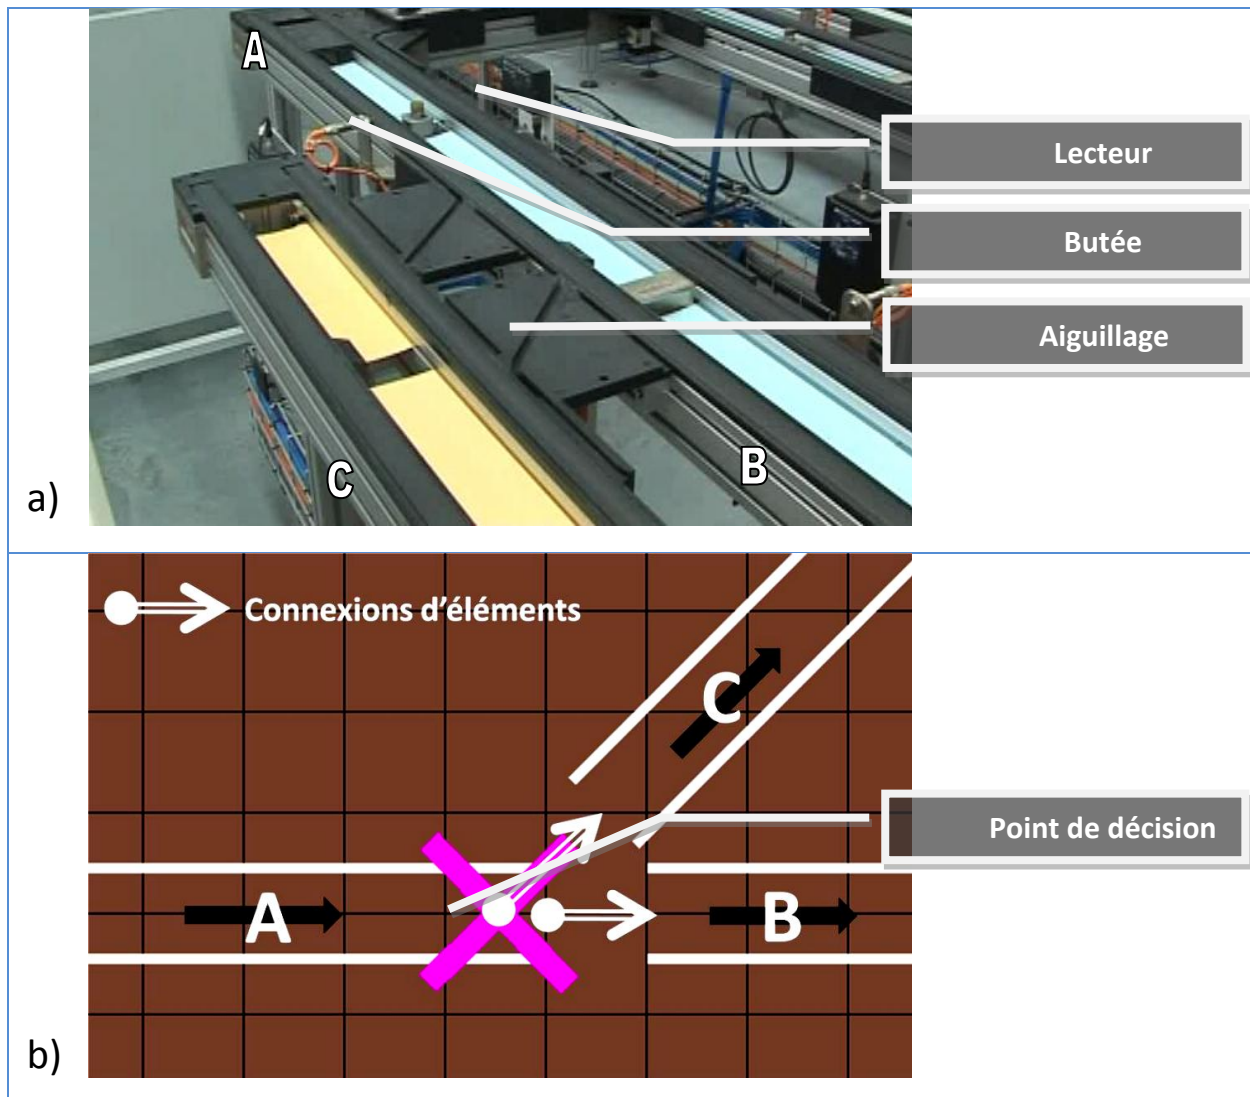 A
Lecteur
Butée
Aiguillage
B
C
a)
Connexions d'éléments
C
Point de décision
A
B
b)